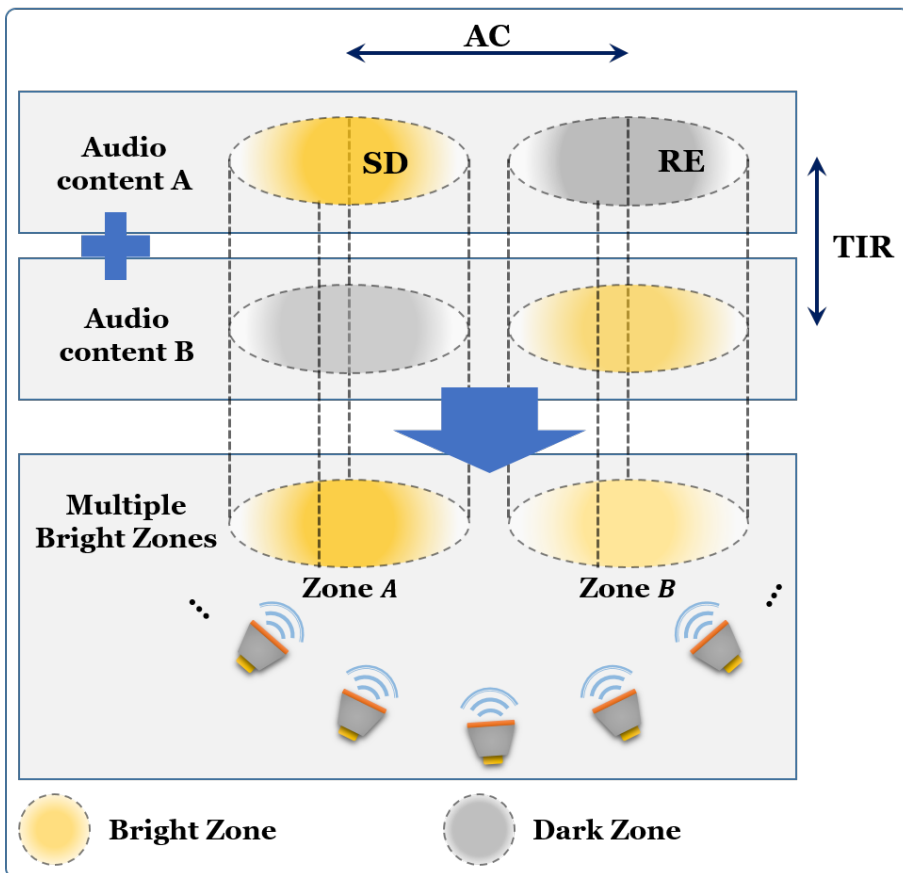 AC
Audio
content A
SD
RE
TIR
Audio
content B
Multiple
Bright Zones
Zone A
Zone B
Bright Zone
Dark Zone